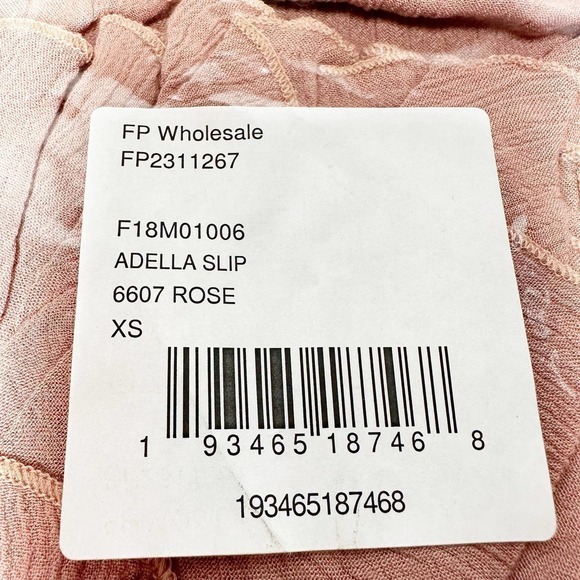 FP Wholesale
FP2311267
F18M01006
ADELLA SLIP
6607 ROSE
XS
1 93465 18746 8
193465187468